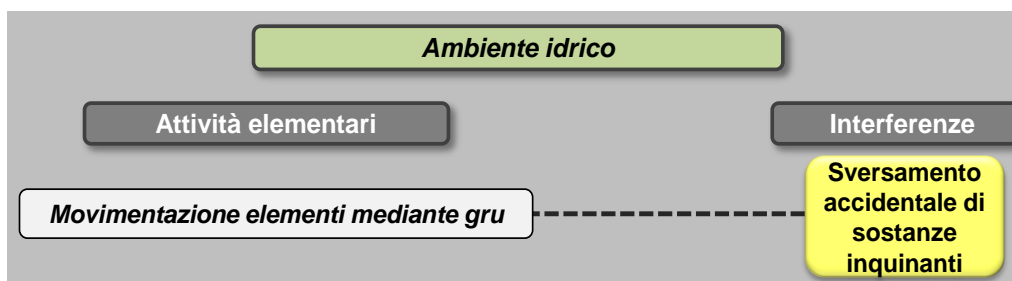 Ambiente idrico
Attività elementari
Interferenze
Movimentazione elementi mediante gru
Sversamento
accidentale di
sostanze
inquinanti